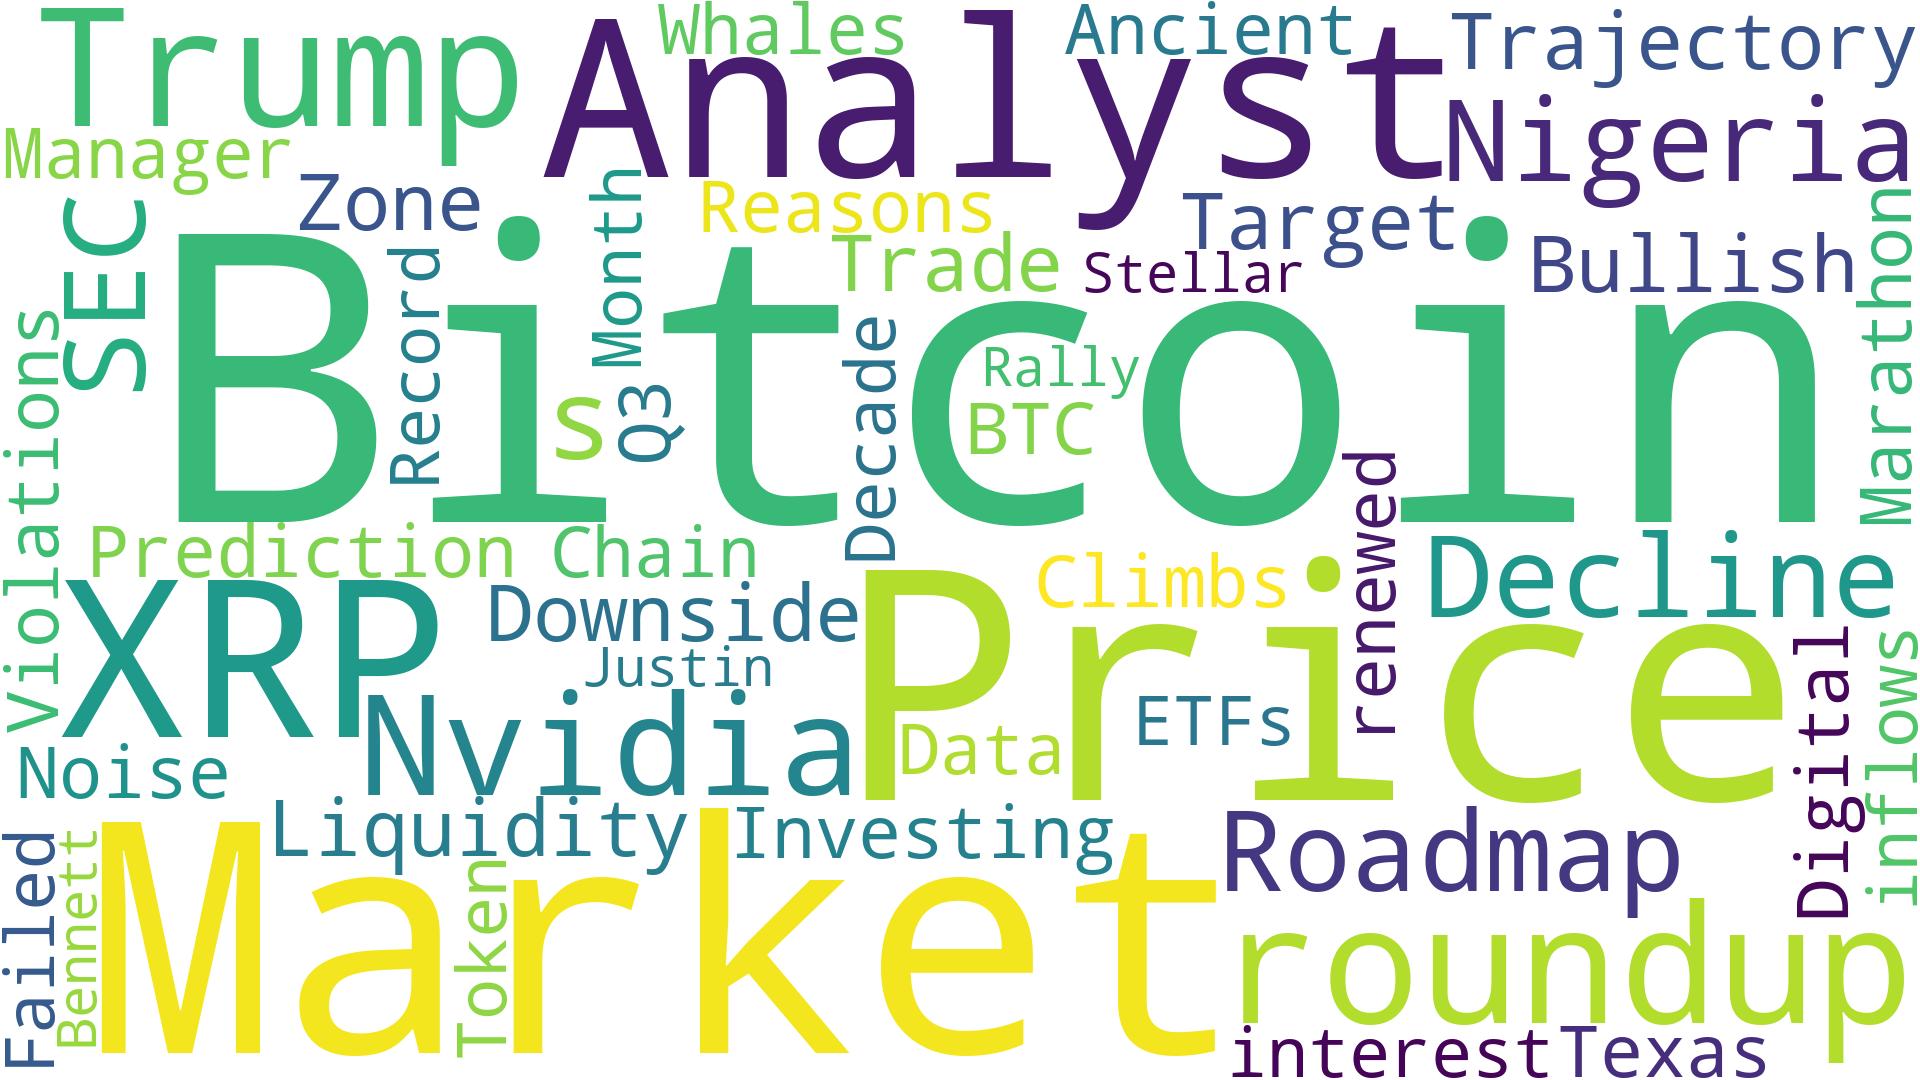 Trump
Analyst
Whales
Ancient
Trajectory
Manager
Nigeria
Zone
Month
Reasons
Target
SEC
Record
Trade
Stellar
Bullish
Marathon
Bitcoin
Violations
s
Q3
Decade
Rally
BTC
renewed
Prediction
Chain
Climbs
Decline
XRP
Downside
Justin
Price
Nvidia
Data
ETFs
Digital
inflows
Noise
Liquidity
Investing
Roadmap
Failed
Bennett
Market
Token
roundup
interest
Texas